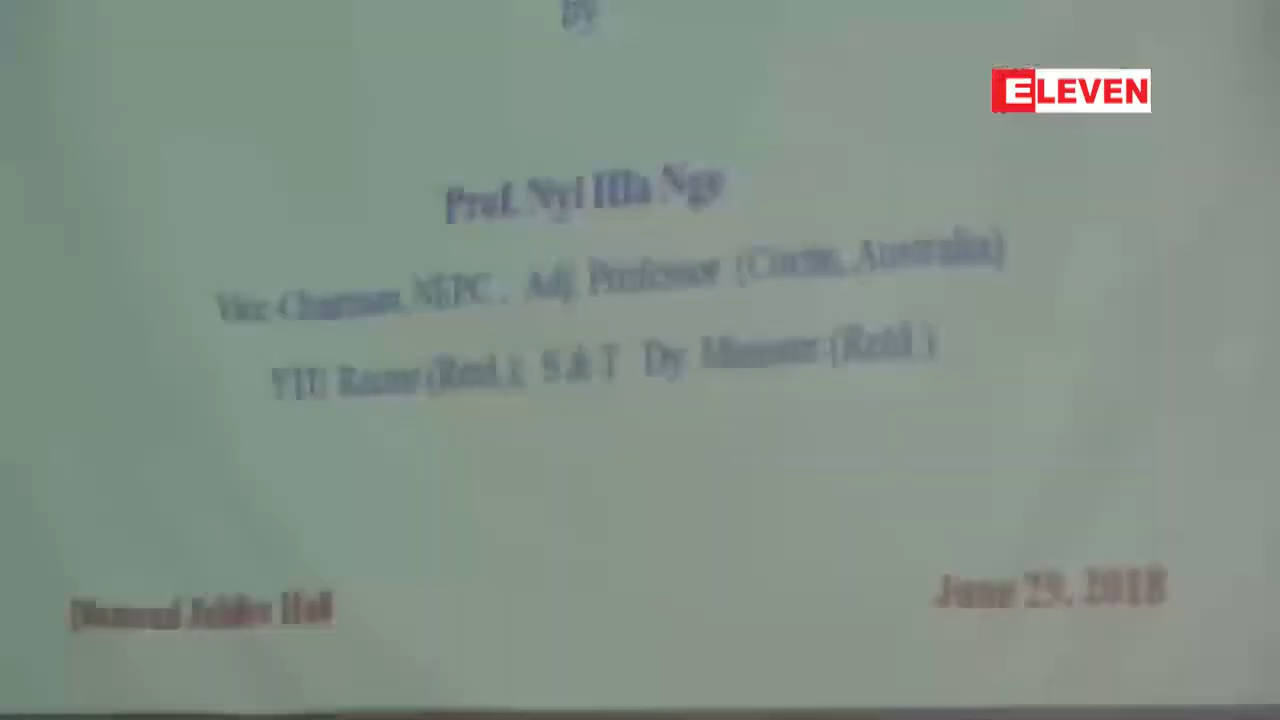 By
ELEVEN
Prof. Nyi Hla Nge
Vice-Chairman, NEPC, Adj. Professor (Curtin, Australia)
YTU Rector (Retd.); S & T Dy. Minister (Retd.)
Diamond Jubilee Hall
June 29, 2018